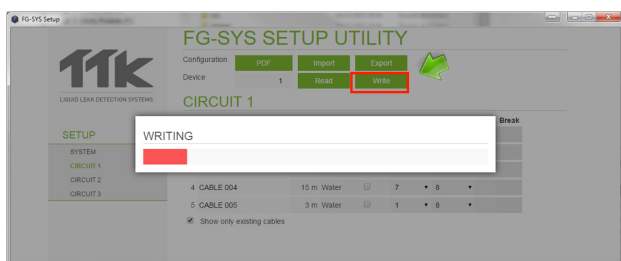 FG-SYS Setup
FG-SYS SETUP UTILITY
Configuration PDF Import Export
Device 1 Read Write
TTK
LIQUID LEAK DETECTION SYSTEMS
CIRCUIT 1
Break
WRITING
SETUP
SYSTEM
CIRCUIT 1
CIRCUIT 2
CIRCUIT 3
4 CABLE 004 15 m Water 7 8
5 CABLE 005 3 m Water 1 8
Show only existing cables